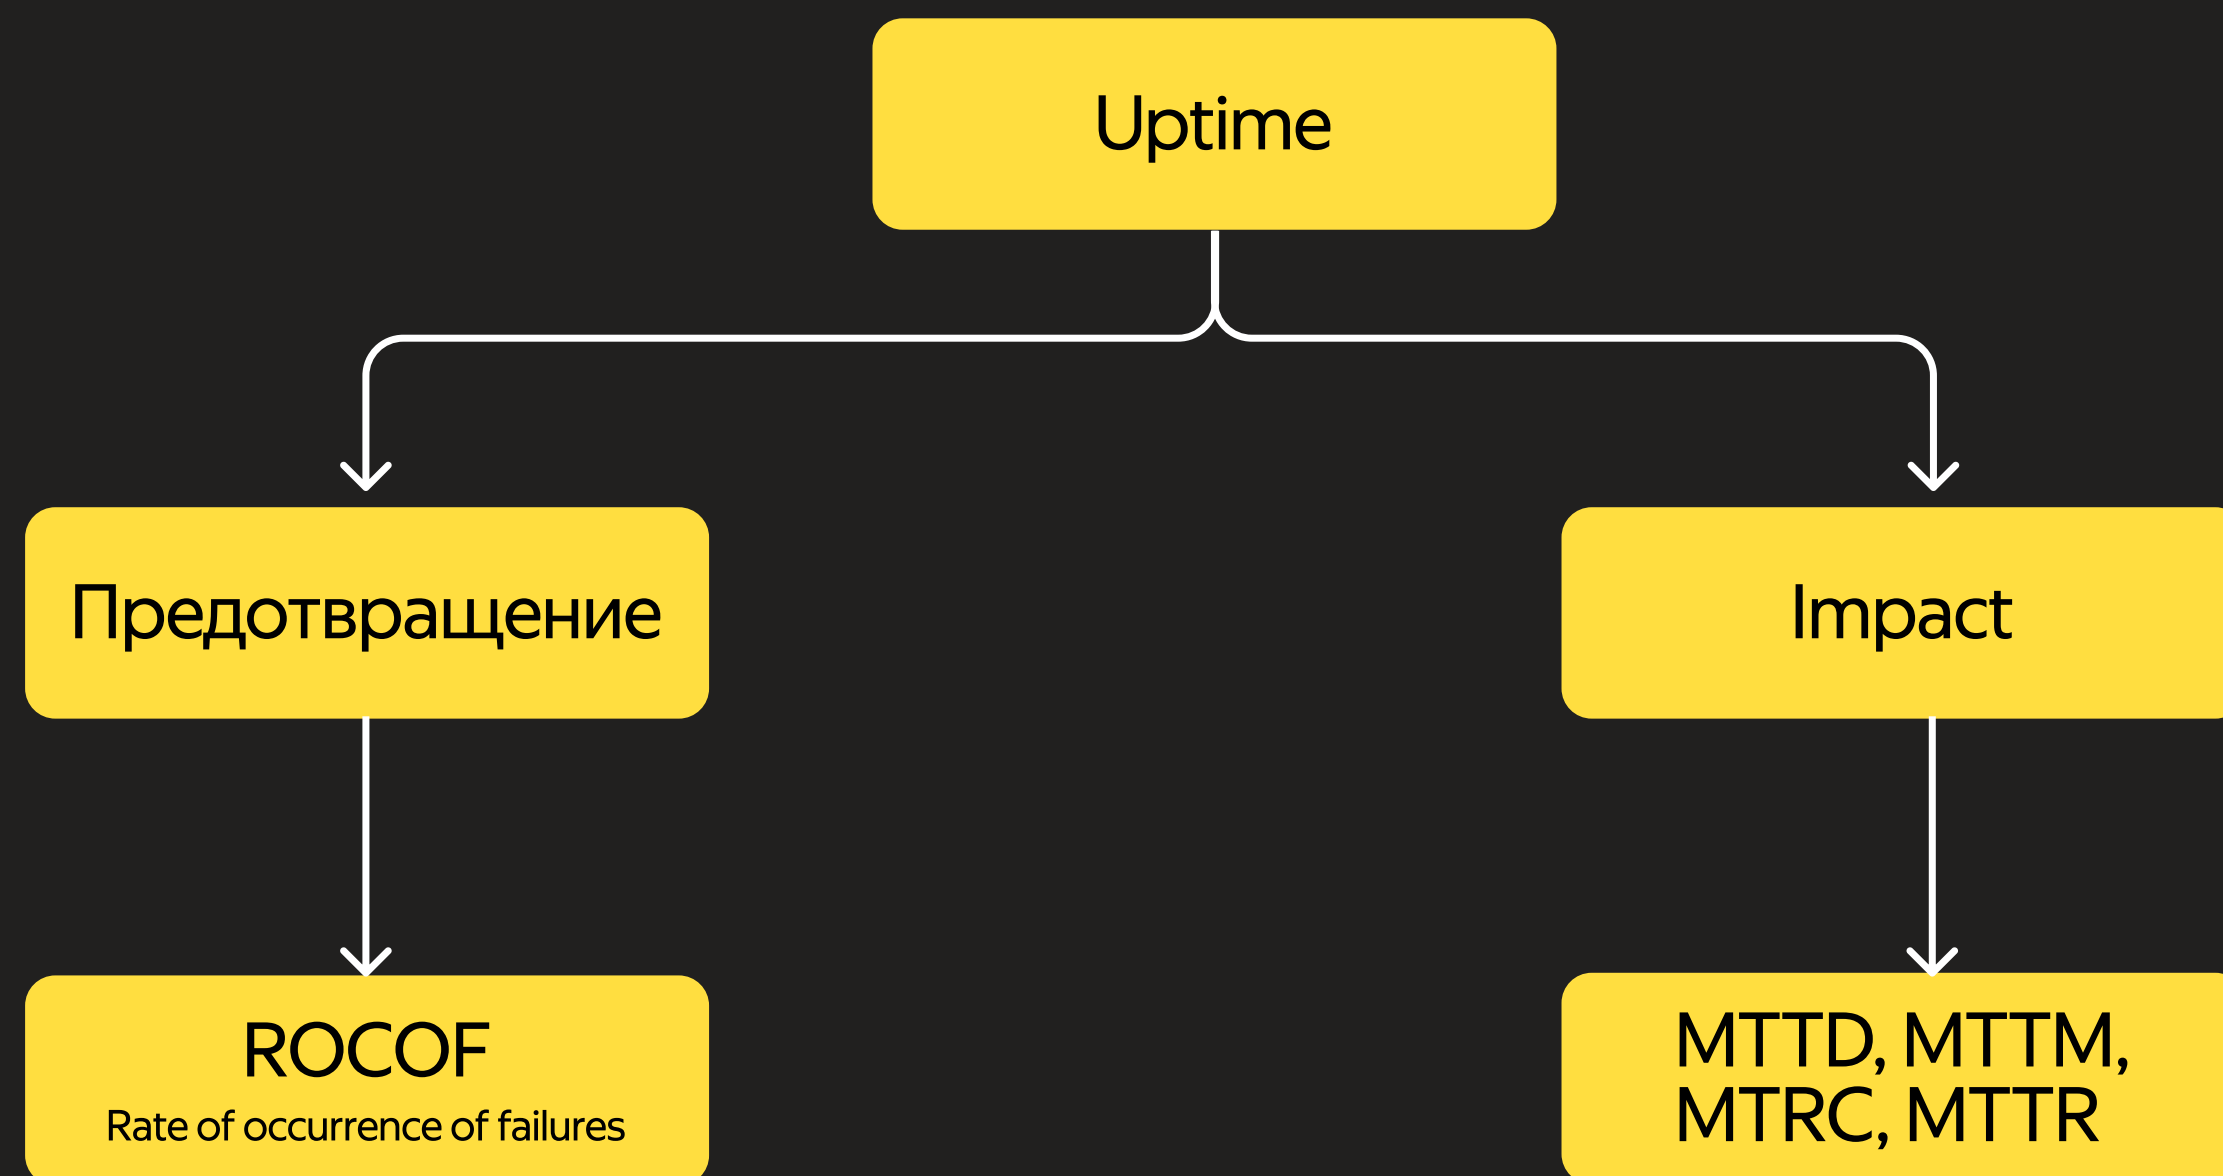 Uptime
Предотвращение
Impact
ROCOF
Rate of occurrence of failures
MTTD, MTTM,
MTRC, MTTR